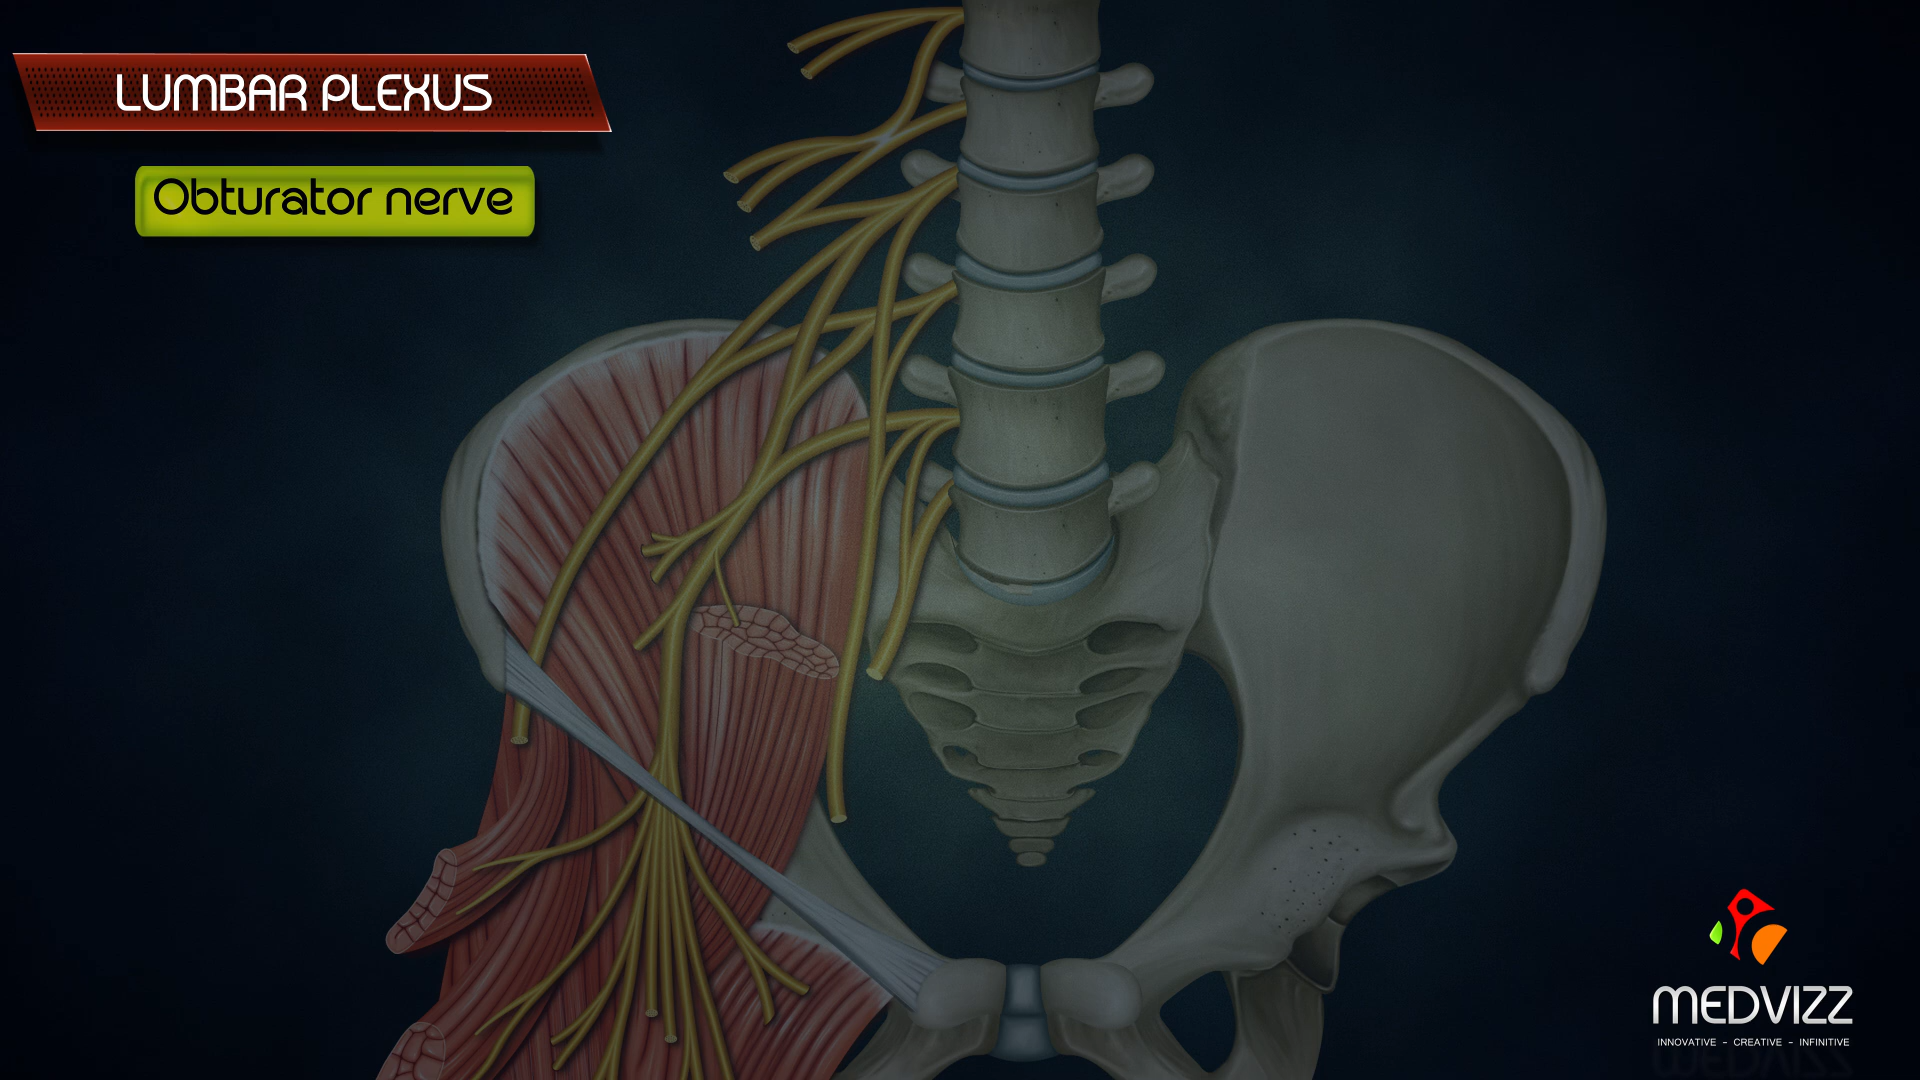 LUMBAR PLEXUS
Obturator nerve
MEDVIZZ
INNOVATIVE - CREATIVE - INFINITIVE